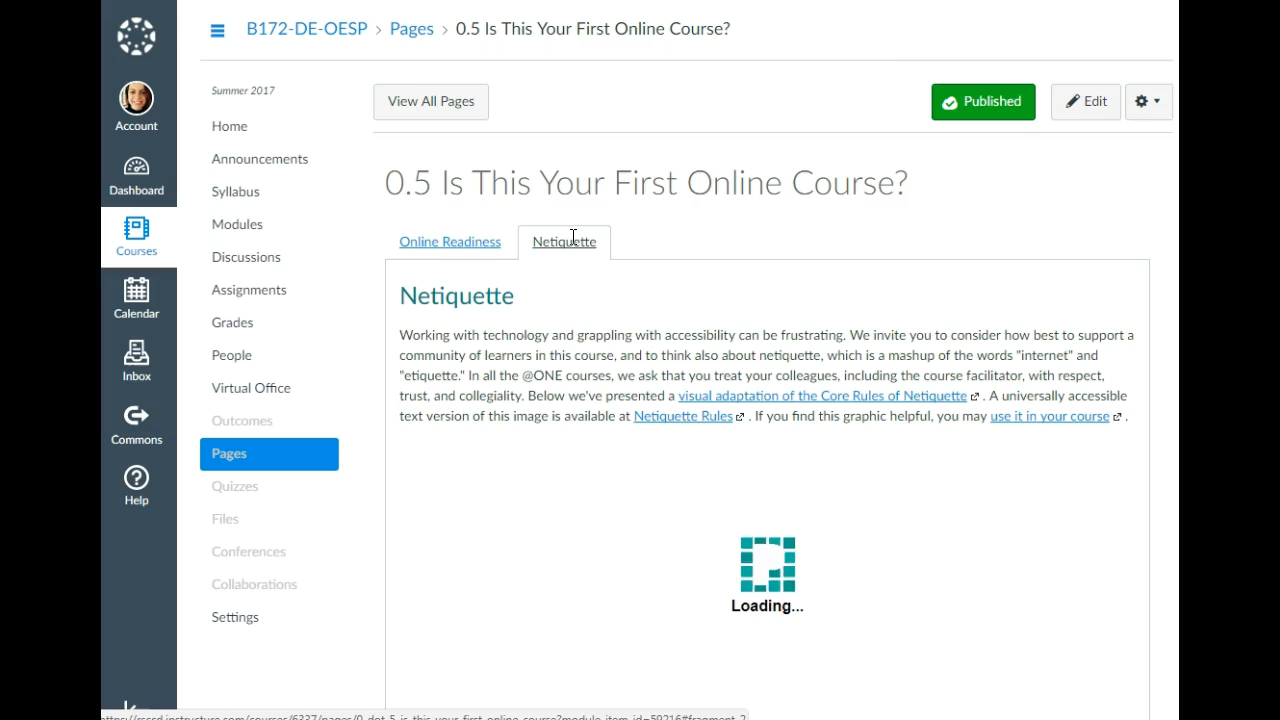 B172-DE-OESP › Pages › 0.5 Is This Your First Online Course?
Account
Dashboard
Courses
Calendar
Inbox
Commons
Help
Summer 2017
Home
Announcements
Syllabus
Modules
Discussions
Assignments
Grades
People
Virtual Office
Outcomes
Pages
Quizzes
Files
Conferences
Collaborations
Settings
View All Pages
Published
Edit
0.5 Is This Your First Online Course?
Online Readiness
Netiquette
Netiquette
Working with technology and grappling with accessibility can be frustrating. We invite you to consider how best to support a
community of learners in this course, and to think also about netiquette, which is a mashup of the words "internet" and
"etiquette." In all the @ONE courses, we ask that you treat your colleagues, including the course facilitator, with respect,
trust, and collegiality. Below we've presented a visual adaptation of the Core Rules of Netiquette . A universally accessible
text version of this image is available at Netiquette Rules . If you find this graphic helpful, you may use it in your course .
Loading...